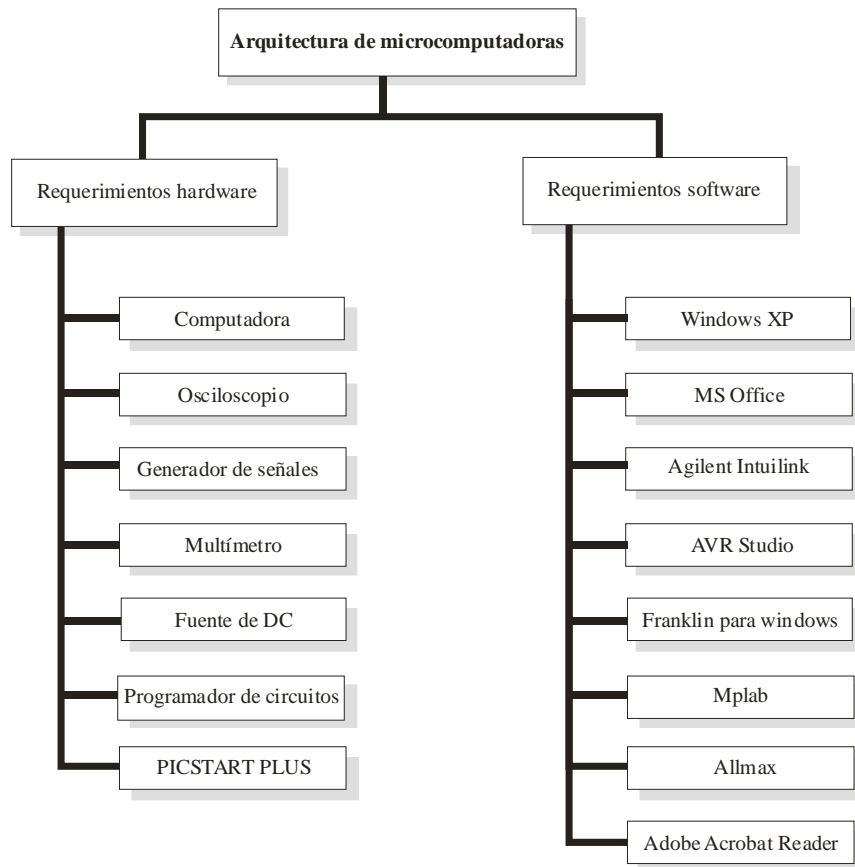 Arquitectura de microcomputadoras
Requerimientos hardware
Computadora
Osciloscopio
Generador de señales
Multímetro
Fuente de DC
Programador de circuitos
PICSTART PLUS
Requerimientos software
Windows XP
MS Office
Agilent Intuilink
AVR Studio
Franklin para windows
Mplab
Allmax
Adobe Acrobat Reader